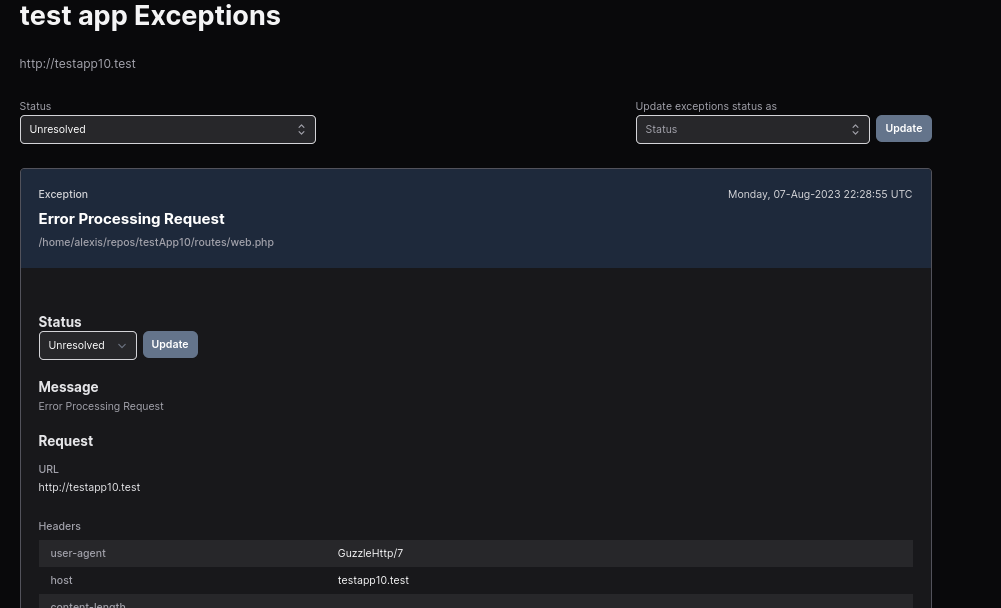 test app Exceptions
http://testapp10.test
Status
Update exceptions status as
Unresolved
Status
Update
Exception
Monday, 07-Aug-2023 22:28:55 UTC
Error Processing Request
/home/alexis/repos/testApp10/routes/web.php
Status
Unresolved
Update
Message
Error Processing Request
Request
URL
http://testapp10.test
Headers
user-agent
GuzzleHttp/7
host
testapp10.test
content-length